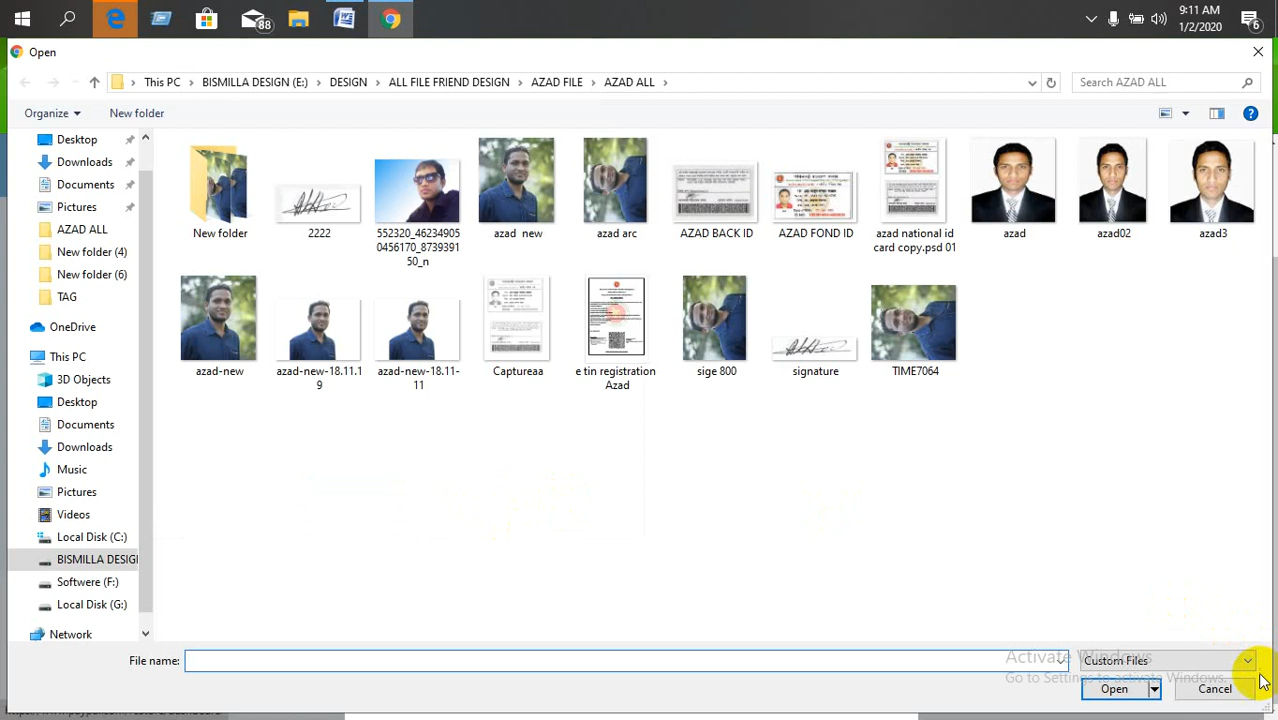 9:11 AM
1/2/2020
88
6
Open
This PC
BISMILLA DESIGN (E:)
DESIGN
ALL FILE FRIEND DESIGN
AZAD FILE
AZAD ALL
Search AZAD ALL
Organize
New folder
Desktop
Downloads
Documents
Pictures
AZAD ALL
New folder (4)
New folder (6)
TAG
OneDrive
This PC
3D Objects
Desktop
Documents
Downloads
Music
Pictures
Videos
Local Disk (C:)
BISMILLA DESIG
Softwere (F:)
Local Disk (G:)
Network
New folder
2222
552320_46234905
0456170_8739391
50_n
azad new
azad arc
AZAD BACK ID
AZAD FOND ID
azad national id
card copy.psd 01
azad
azad02
azad3
azad-new
azad-new-18.11.1
9
azad-new-18.11-
11
Captureaa
e tin registration
Azad
sige 800
signature
TIME7064
File name:
Custom Files
Activate Windows
Go to Settings to activate Windows.
Open
Cancel